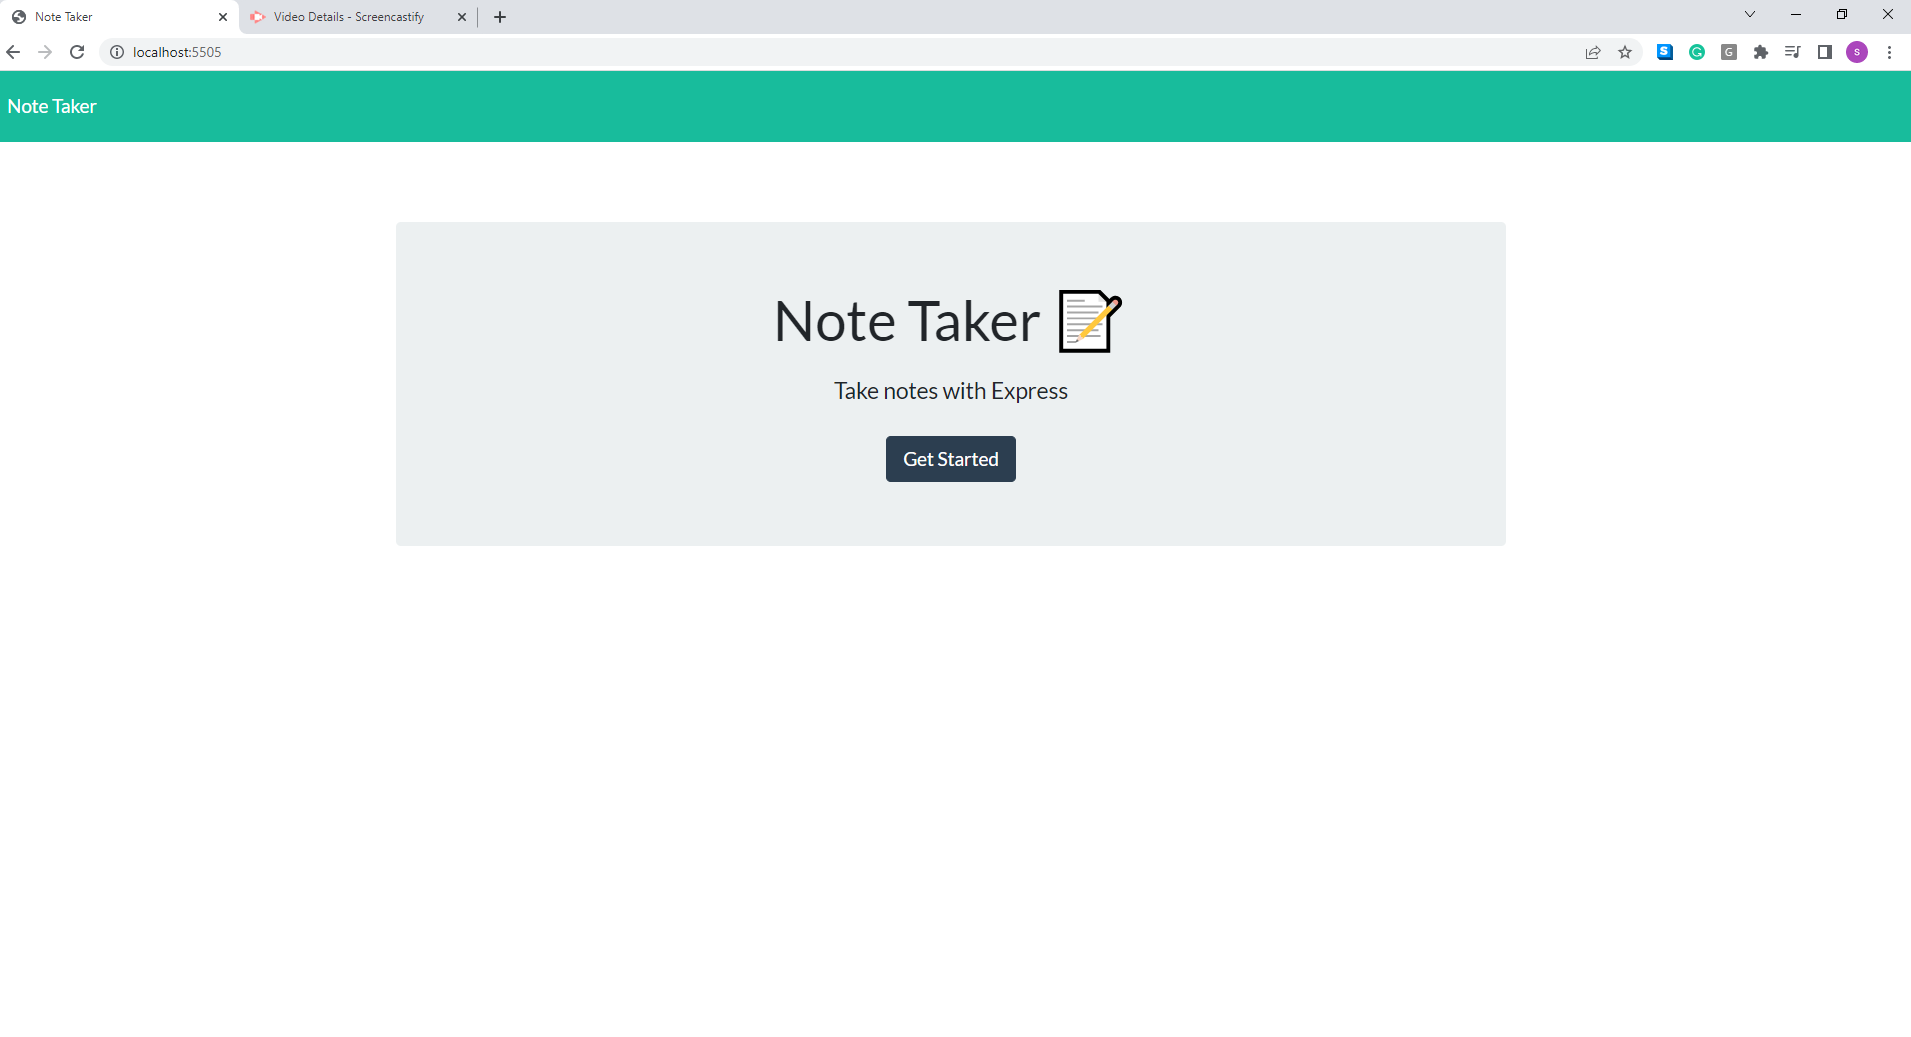 Note Taker
Video Details - Screencastify
localhost:5505
S
G
G
s
Note Taker
Note Taker
Take notes with Express
Get Started